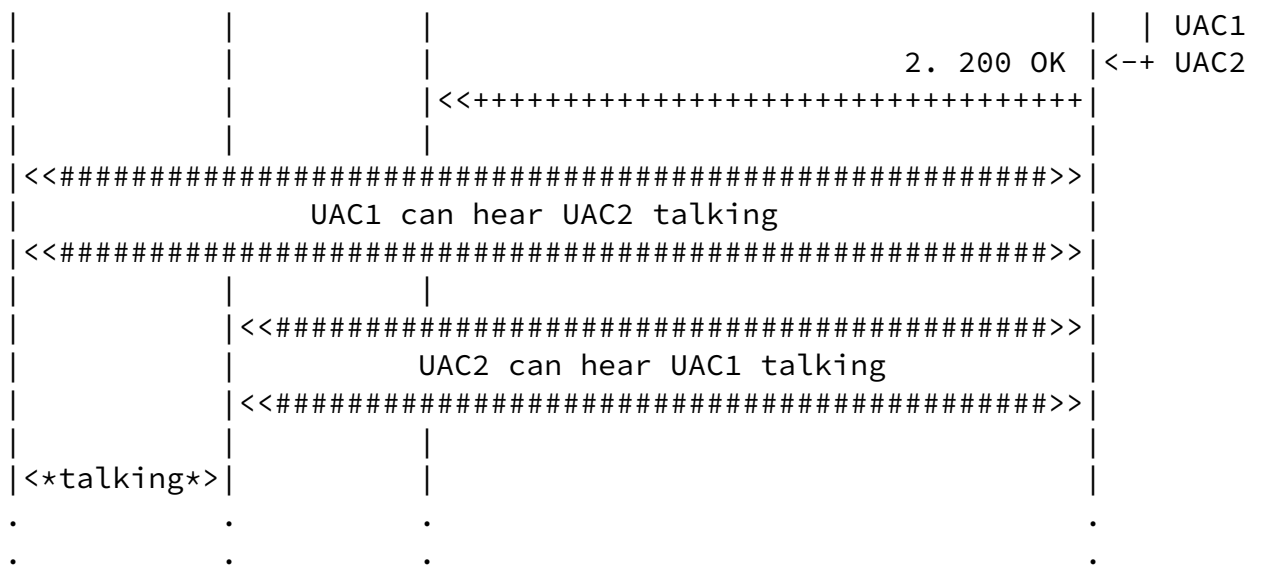 |           |          |                                     |  | UAC1
|           |          |                          2. 200 OK |<-+ UAC2
|           |          |<<++++++++++++++++++++++++++++++++++|
|           |          |                                    |
|<<#######################################################>>|
|                UAC1 can hear UAC2 talking                 |
|<<#######################################################>>|
|           |          |                                    |
|           |<<###########################################>>|
|           |          UAC2 can hear UAC1 talking           |
|           |<<###########################################>>|
|           |          |                                    |
|<*talking*>|          |                                    |
.           .          .                                    .
.           .          .                                    .